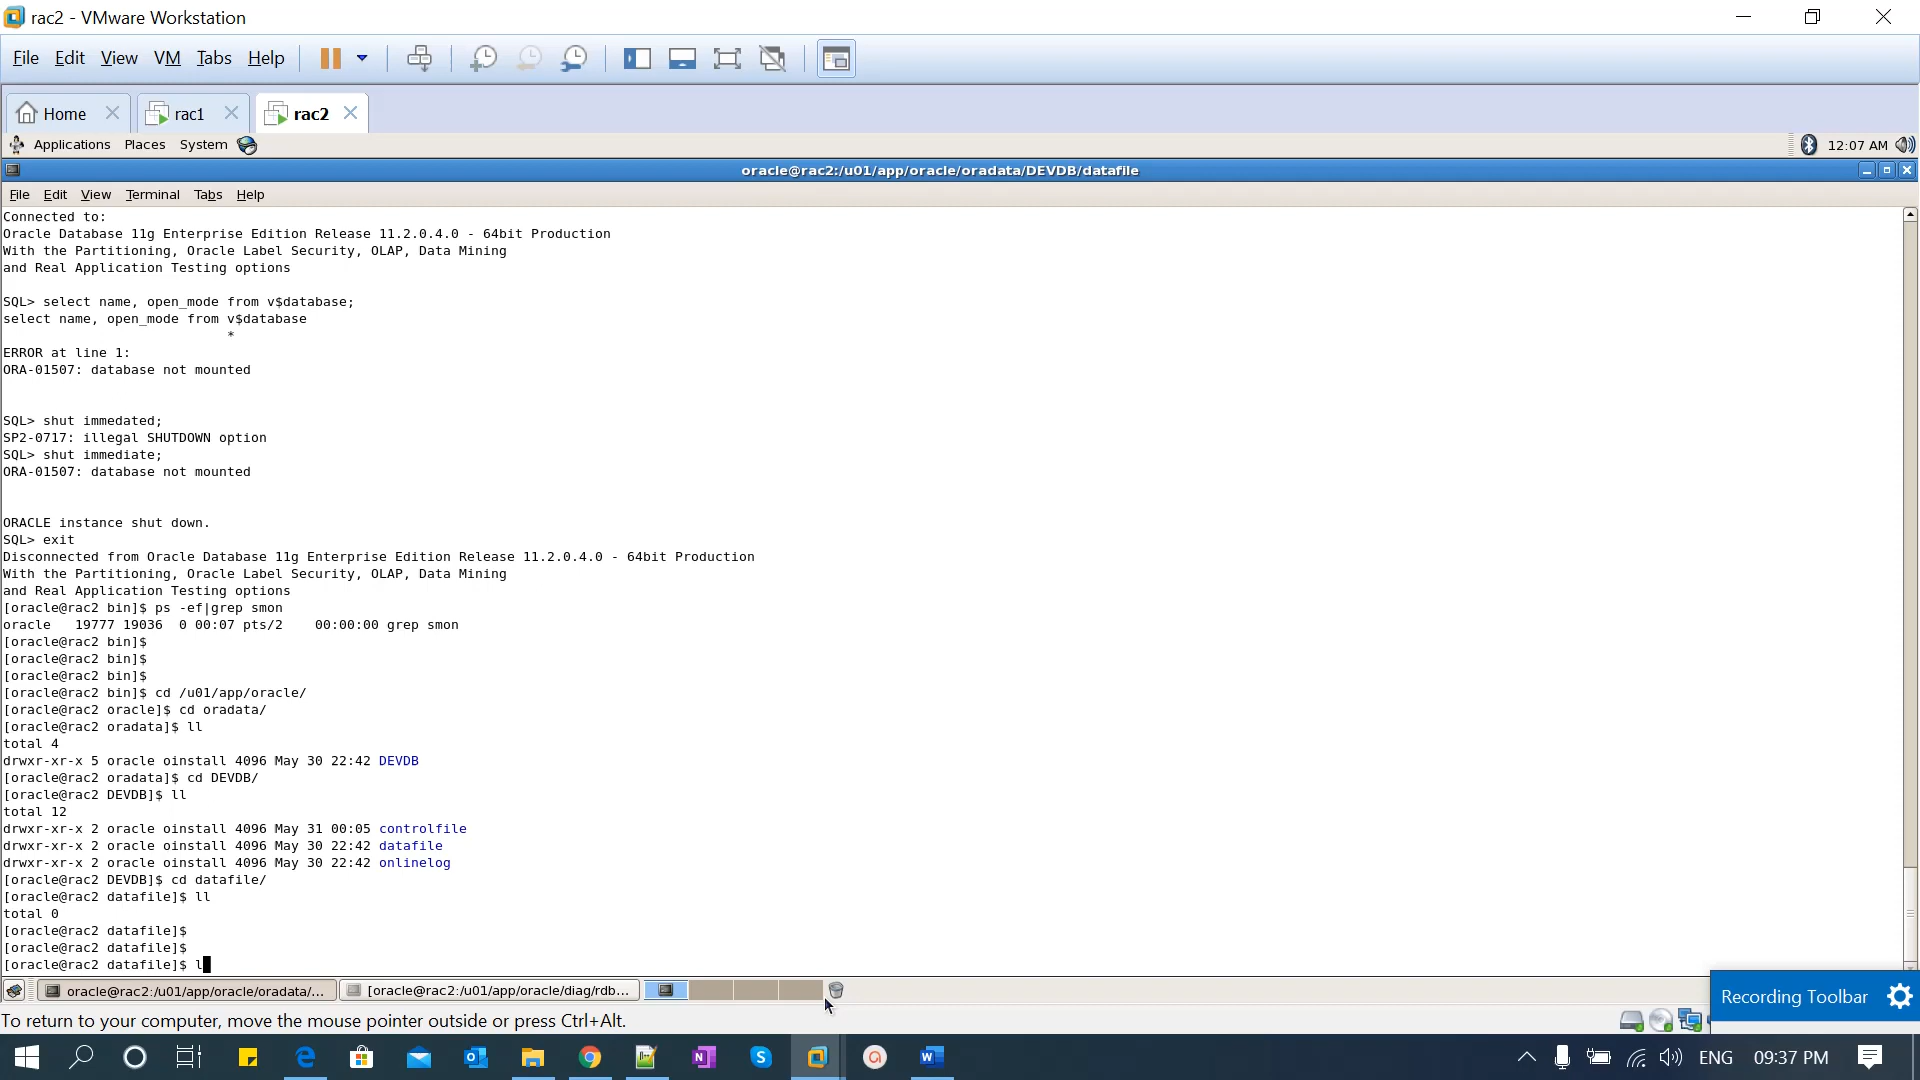 rac2 - VMware Workstation
File Edit View VM Tabs Help
Home rac1 rac2
Applications Places System 12:07 AM
oracle@rac2:/u01/app/oracle/oradata/DEVDB/datafile
File Edit View Terminal Tabs Help
Connected to:
Oracle Database 11g Enterprise Edition Release 11.2.0.4.0 - 64bit Production
With the Partitioning, Oracle Label Security, OLAP, Data Mining
and Real Application Testing options
SQL> select name, open_mode from v$database;
select name, open_mode from v$database
*
ERROR at line 1:
ORA-01507: database not mounted
SQL> shut immedated;
SP2-0717: illegal SHUTDOWN option
SQL> shut immediate;
ORA-01507: database not mounted
ORACLE instance shut down.
SQL> exit
Disconnected from Oracle Database 11g Enterprise Edition Release 11.2.0.4.0 - 64bit Production
With the Partitioning, Oracle Label Security, OLAP, Data Mining
and Real Application Testing options
[oracle@rac2 bin]$ ps -ef|grep smon
oracle   19777 19036  0 00:07 pts/2    00:00:00 grep smon
[oracle@rac2 bin]$
[oracle@rac2 bin]$
[oracle@rac2 bin]$
[oracle@rac2 bin]$ cd /u01/app/oracle/
[oracle@rac2 oracle]$ cd oradata/
[oracle@rac2 oradata]$ ll
total 4
drwxr-xr-x 5 oracle oinstall 4096 May 30 22:42 DEVDB
[oracle@rac2 oradata]$ cd DEVDB/
[oracle@rac2 DEVDB]$ ll
total 12
drwxr-xr-x 2 oracle oinstall 4096 May 31 00:05 controlfile
drwxr-xr-x 2 oracle oinstall 4096 May 30 22:42 datafile
drwxr-xr-x 2 oracle oinstall 4096 May 30 22:42 onlinelog
[oracle@rac2 DEVDB]$ cd datafile/
[oracle@rac2 datafile]$ ll
total 0
[oracle@rac2 datafile]$
[oracle@rac2 datafile]$
[oracle@rac2 datafile]$ l
oracle@rac2:/u01/app/oracle/oradata/... [oracle@rac2:/u01/app/oracle/diag/rdb...
Recording Toolbar
To return to your computer, move the mouse pointer outside or press Ctrl+Alt.
ENG 09:37 PM